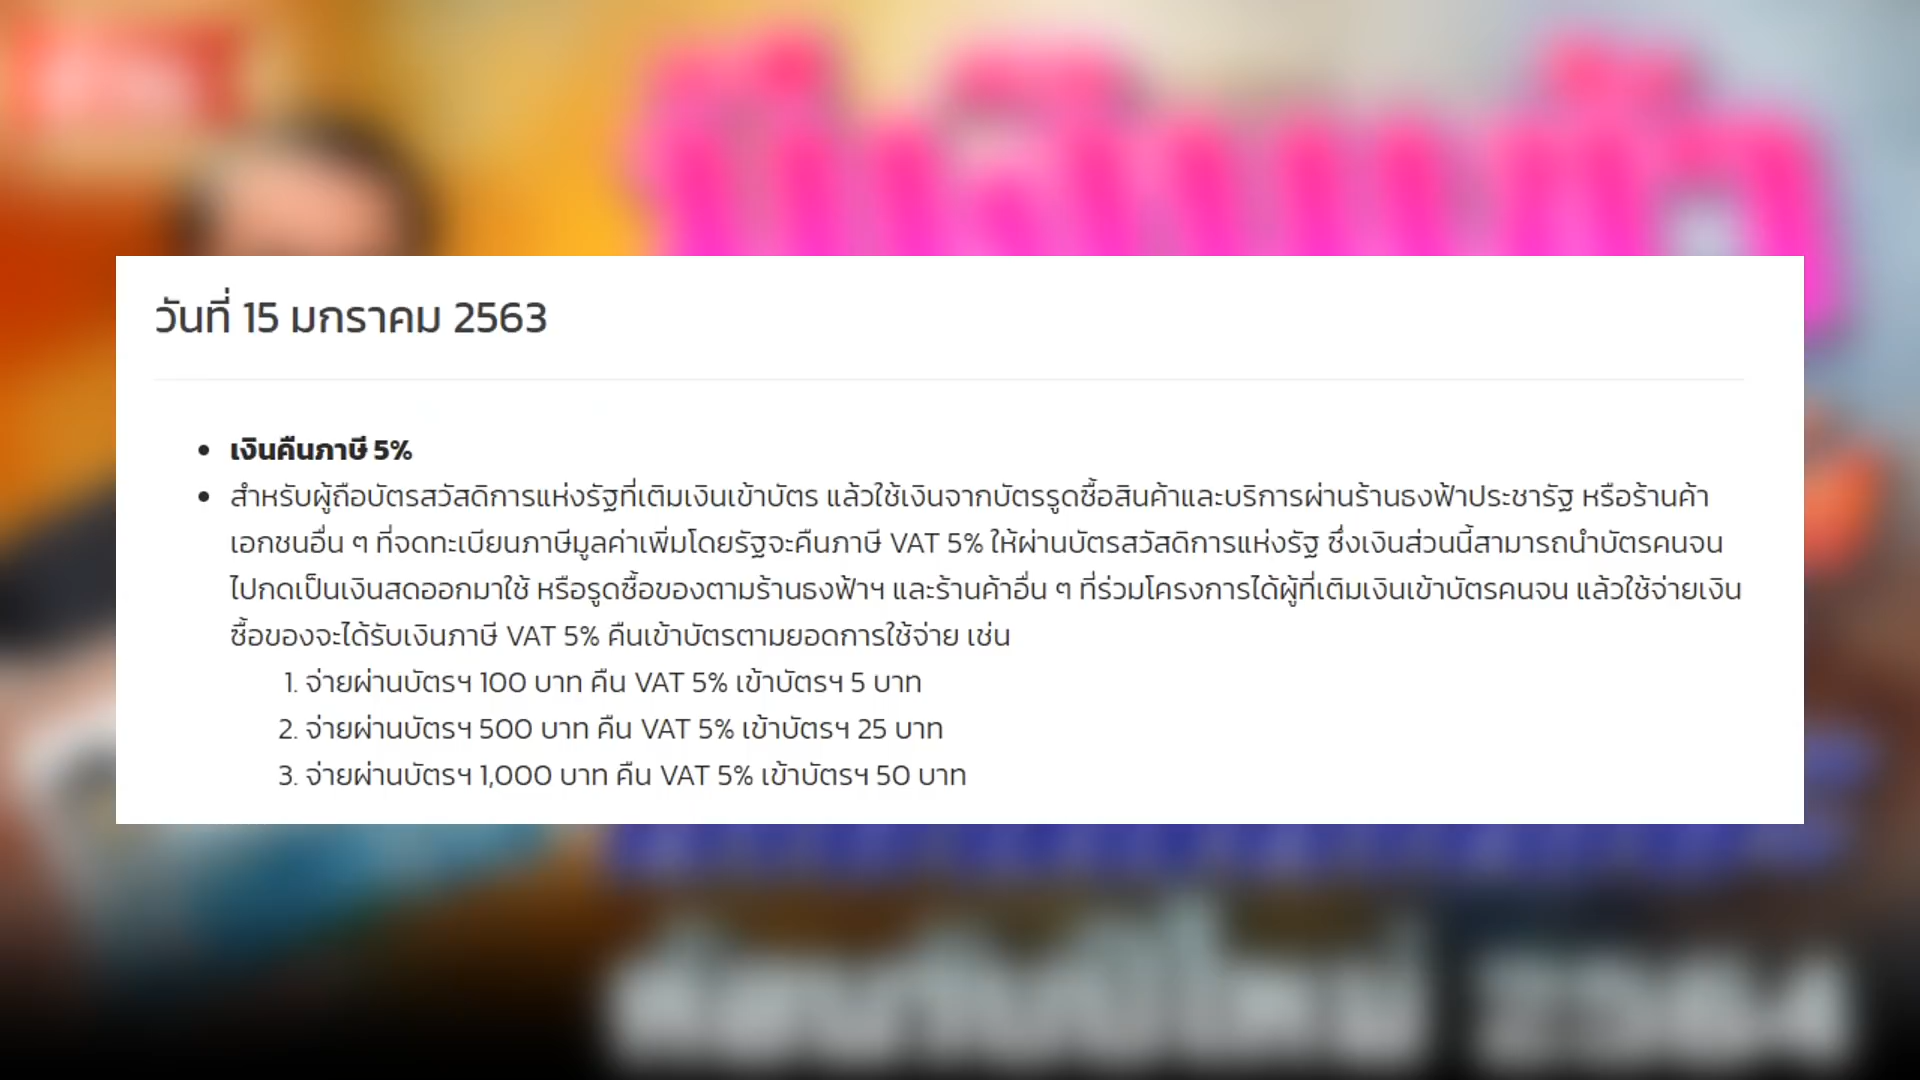 วันที่ 15 มกราคม 2563
เงินคืนภาษี 5%
สำหรับผู้ถือบัตรสวัสดิการแห่งรัฐที่เติมเงินเข้าบัตร แล้วใช้เงินจากบัตรรูดซื้อสินค้าและบริการผ่านร้านธงฟ้าประชารัฐ หรือร้านค้า
เอกชนอื่น ๆ ที่จดทะเบียนภาษีมูลค่าเพิ่มโดยรัฐจะคืนภาษี VAT 5% ให้ผ่านบัตรสวัสดิการแห่งรัฐ ซึ่งเงินส่วนนี้สามารถนำบัตรคนจน
ไปกดเป็นเงินสดออกมาใช้ หรือรูดซื้อของตามร้านธงฟ้าฯ และร้านค้าอื่น ๆ ที่ร่วมโครงการได้ผู้ที่เติมเงินเข้าบัตรคนจน แล้วใช้จ่ายเงิน
ซื้อของจะได้รับเงินภาษี VAT 5% คืนเข้าบัตรตามยอดการใช้จ่าย เช่น
1. จ่ายผ่านบัตรฯ 100 บาท คืน VAT 5% เข้าบัตรฯ 5 บาท
2. จ่ายผ่านบัตรฯ 500 บาท คืน VAT 5% เข้าบัตรฯ 25 บาท
3. จ่ายผ่านบัตรฯ 1,000 บาท คืน VAT 5% เข้าบัตรฯ 50 บาท